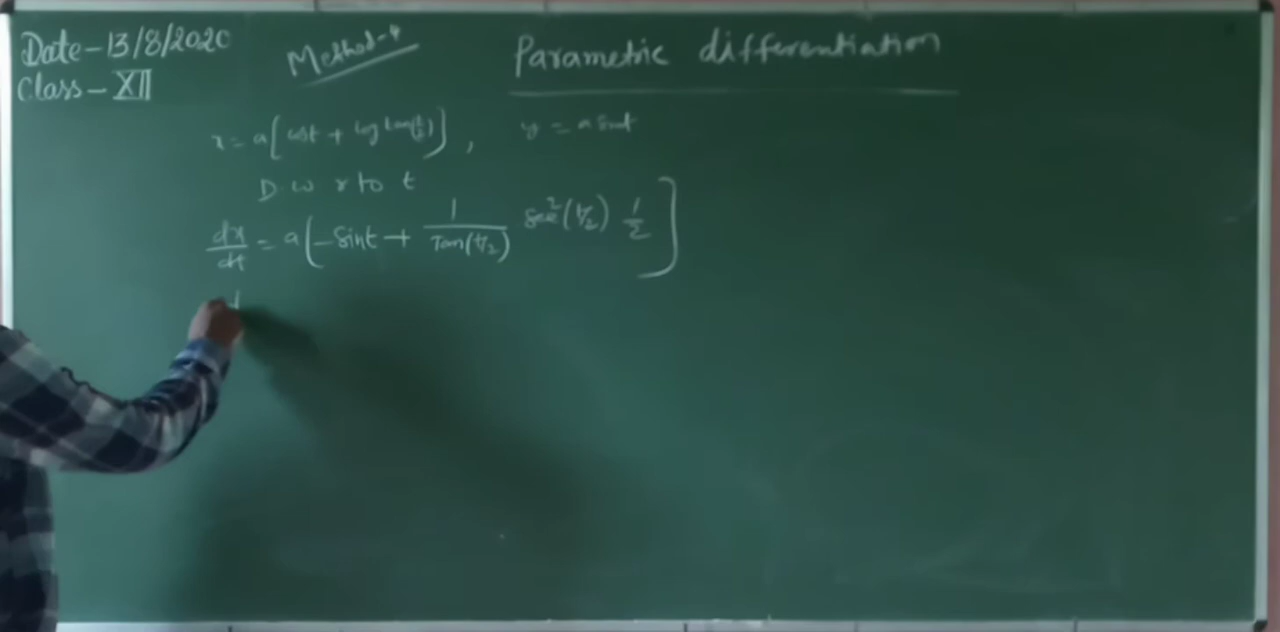 Date-13/8/2020
Class-XII
Method-4
Parametric differentiation
x = a[cost + log tan(t/2)], y = a sint
D w r to t
dx/dt = a(-Sint + 1/Tan(t/2) sec²(t/2) 1/2]